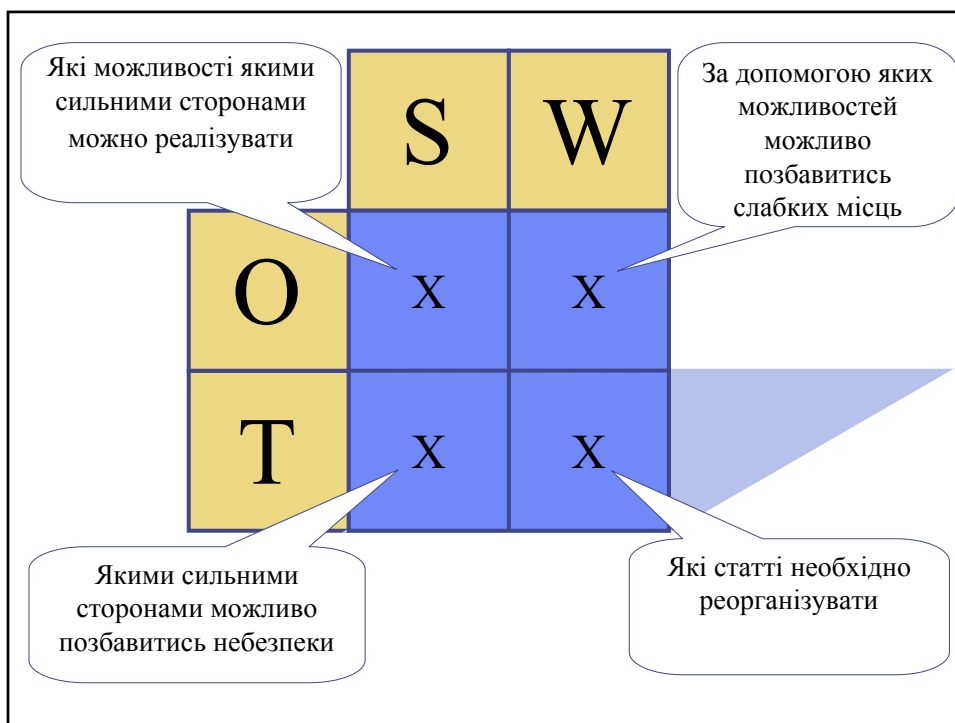 Які можливості якими
сильними сторонами
можно реалізувати
S
W
За допомогою яких
можливостей
можливо
позбавитись
слабких місць
O
X
X
T
X
X
Якими сильними
сторонами можливо
позбавитись небезпеки
Які статті необхідно
реорганізувати